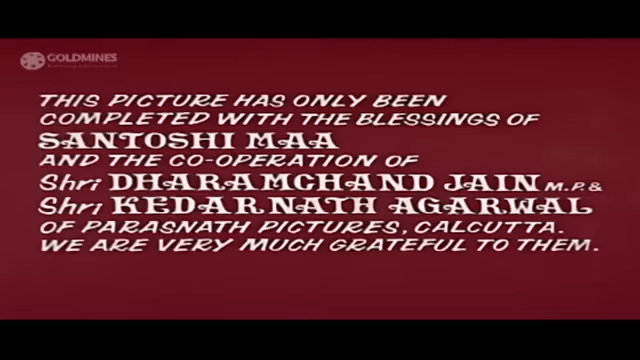 GOLDMINES
THIS PICTURE HAS ONLY BEEN
COMPLETED WITH THE BLESSINGS OF
SANTOSHI MAA
AND THE CO-OPERATION OF
Shri DHARAMCHAND JAIN M.P. &
Shri KEDARNATH AGARWAL
OF PARASNATH PICTURES, CALCUTTA.
WE ARE VERY MUCH GRATEFUL TO THEM.